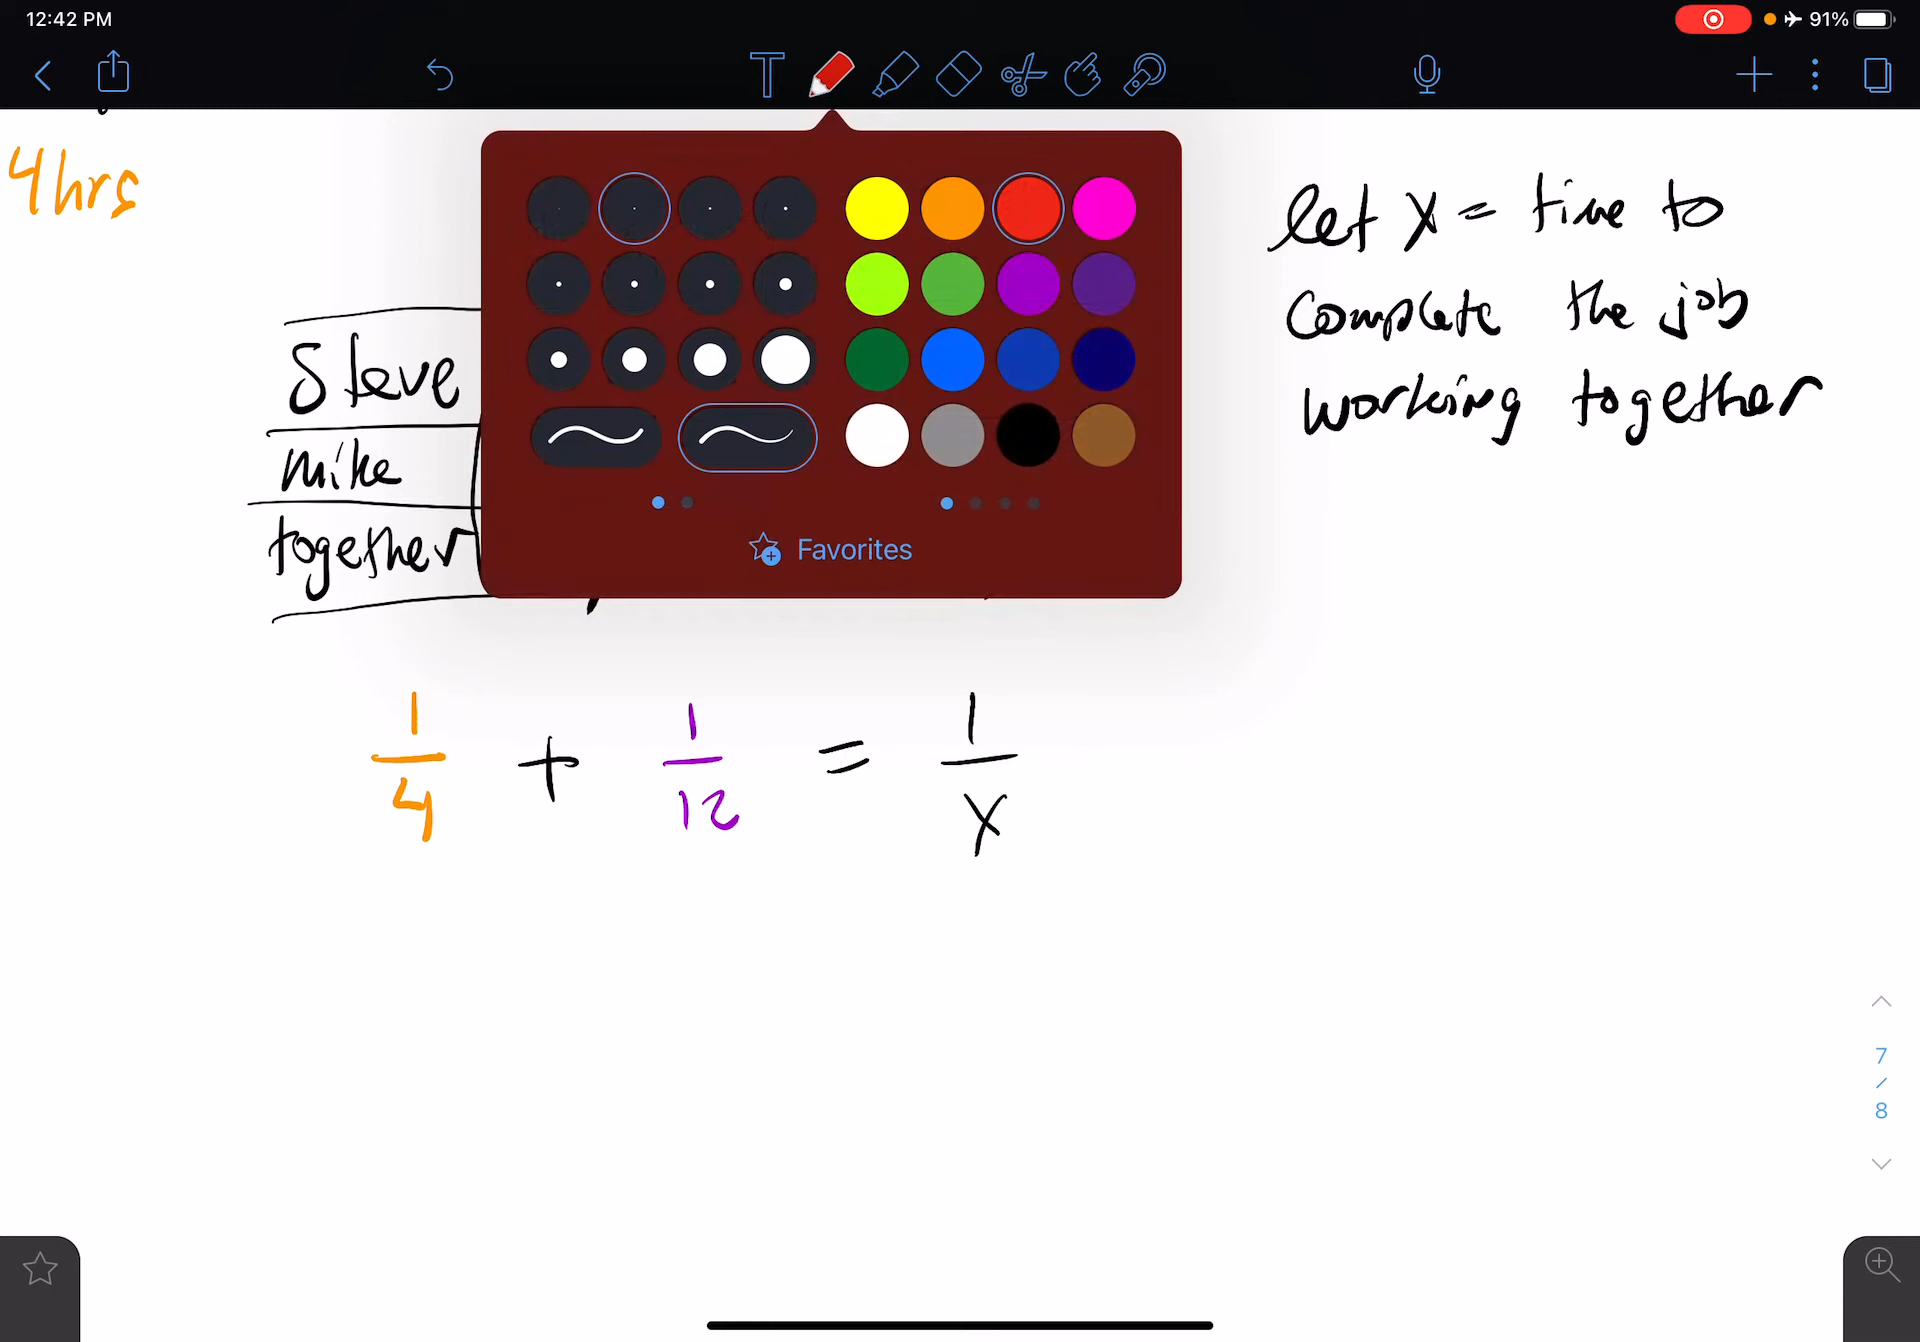 12:42 PM
91%
T
4hrs
let x = time to
complete the job
working together
Steve
mike
together
Favorites
1/4 + 1/12 = 1/x
7
/
8